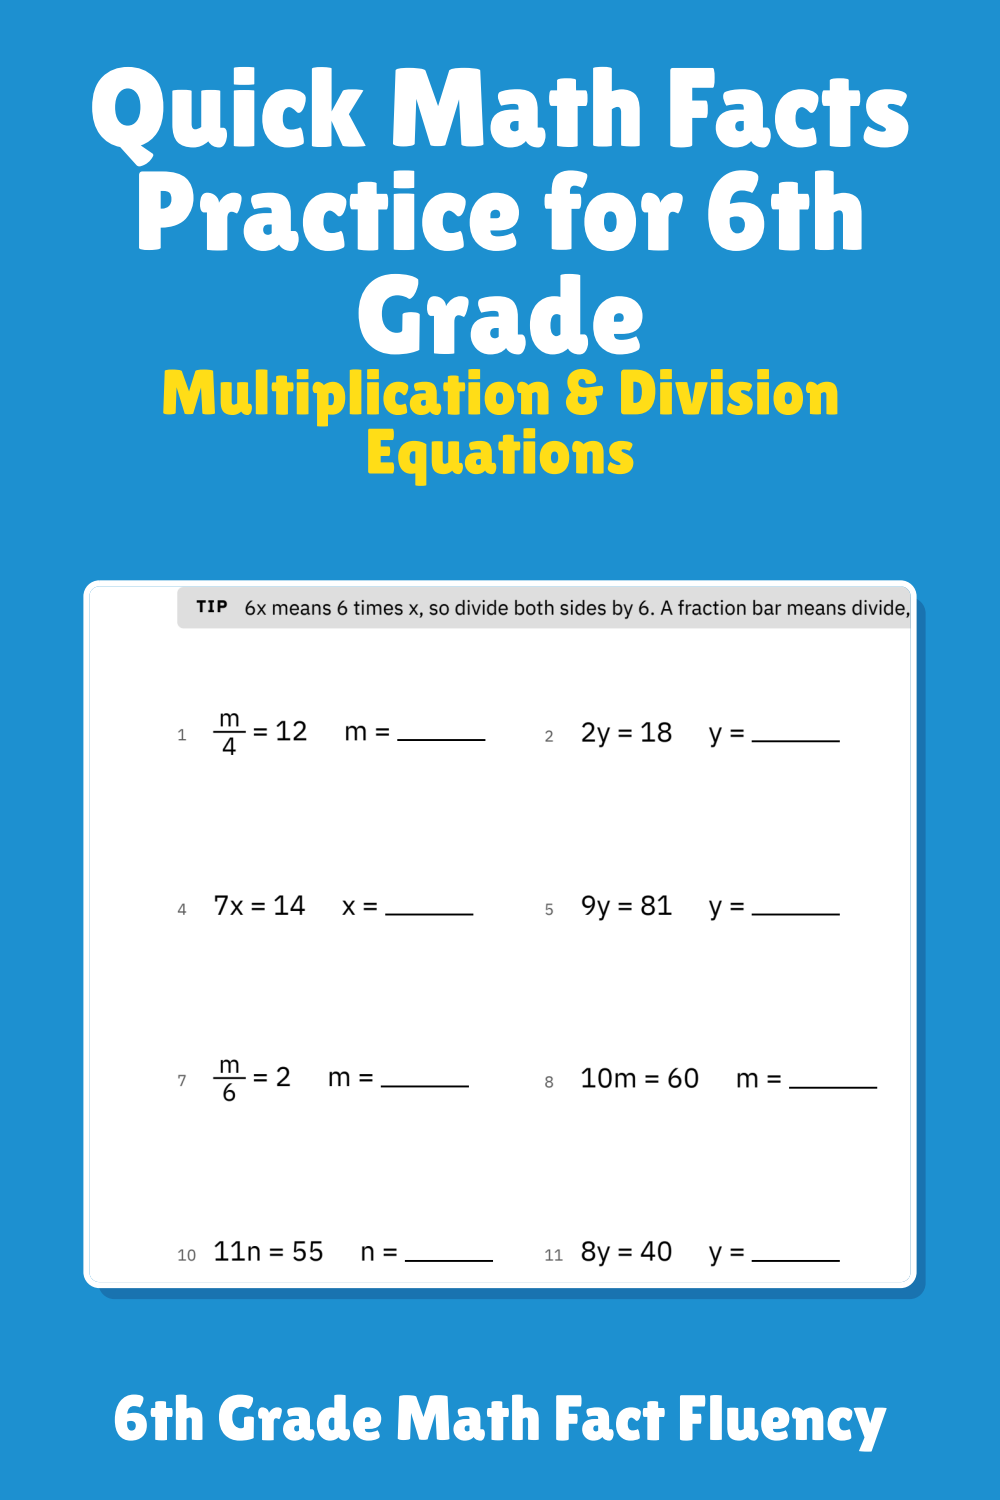 Quick Math Facts
Practice for 6th
Grade
Multiplication & Division
Equations
TIP 6x means 6 times x, so divide both sides by 6. A fraction bar means divide,
1 m/4 = 12 m = ______ 2 2y = 18 y = ______
4 7x = 14 x = ______ 5 9y = 81 y = ______
7 m/6 = 2 m = ______ 8 10m = 60 m = ______
10 11n = 55 n = ______ 11 8y = 40 y = ______
6th Grade Math Fact Fluency